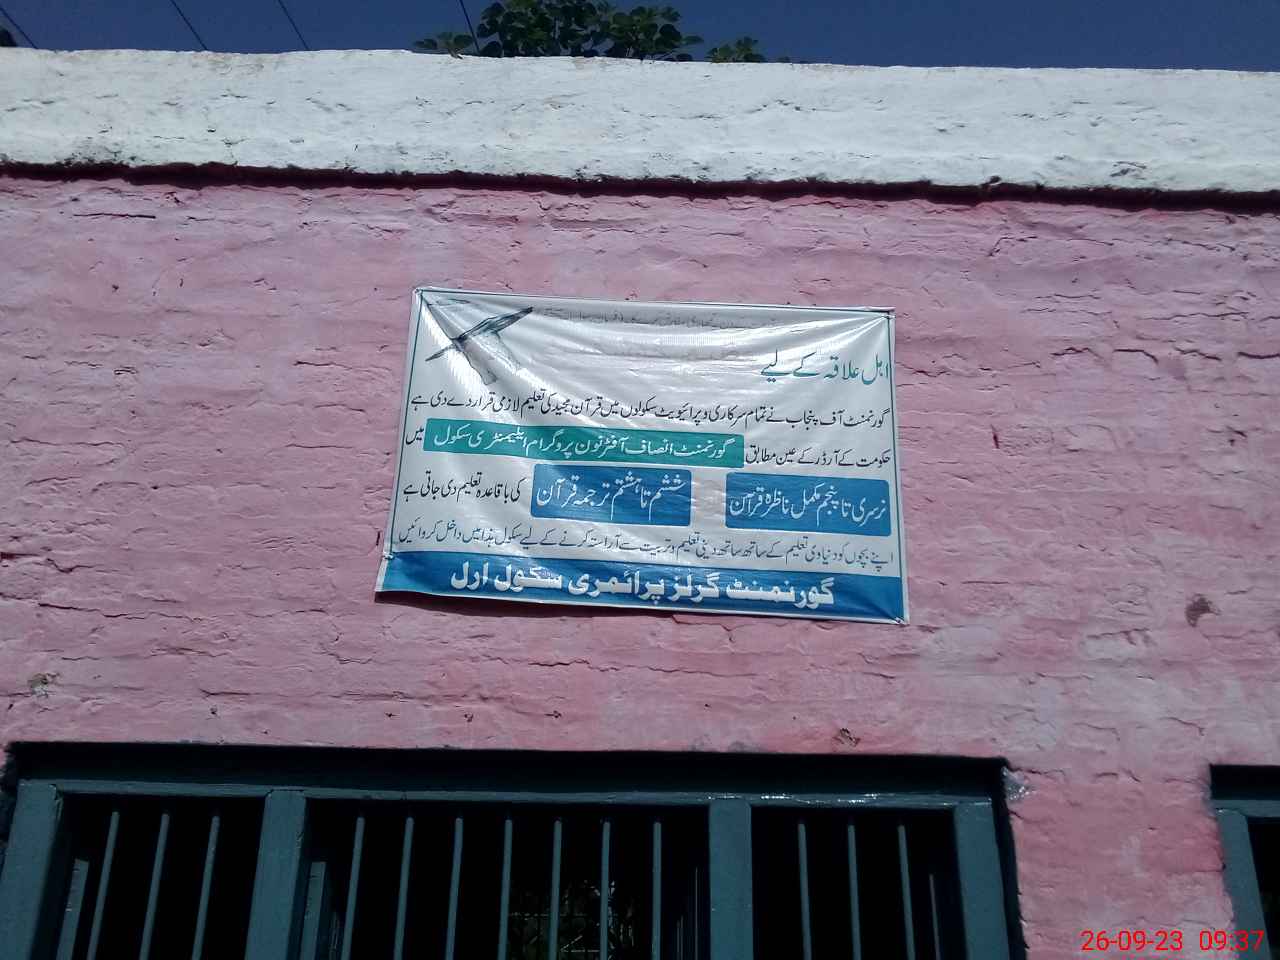 اہل علاقہ کے لیے
گورنمنٹ آف پنجاب نے تمام سرکاری و پرائیویٹ سکولوں میں قرآن مجید کی تعلیم لازمی قرار دے دی ہے
حکومت کے آرڈر کے عین مطابق گورنمنٹ انصاف آفٹرنون پروگرام ایلیمنٹری سکول میں
نرسری تا پنجم مکمل ناظرہ قرآن ششم تا ہشتم ترجمہ قرآن کی باقاعدہ تعلیم دی جاتی ہے
اپنے بچوں کو دنیاوی تعلیم کے ساتھ ساتھ دینی تعلیم و تربیت سے آراستہ کرنے کے لیے سکول ہذا میں داخل کروائیں
گورنمنٹ گرلز پرائمری سکول ارل
26-09-23 09:37